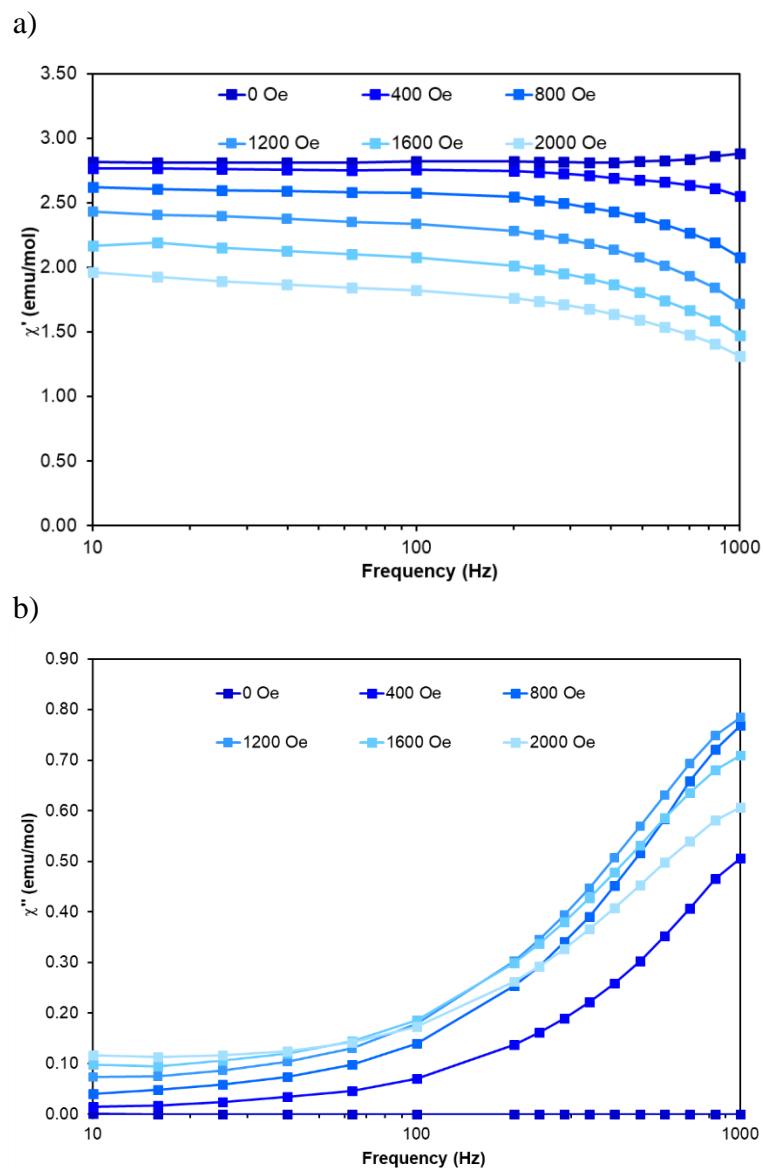 a)
3.50
0 Oe 400 Oe 800 Oe
3.00
1200 Oe 1600 Oe 2000 Oe
2.50
2.00
χ' (emu/mol)
1.50
1.00
0.50
0.00
10 100 1000
Frequency (Hz)
b)
0.90
0 Oe 400 Oe 800 Oe
0.80
1200 Oe 1600 Oe 2000 Oe
0.70
0.60
0.50
χ" (emu/mol)
0.40
0.30
0.20
0.10
0.00
10 100 1000
Frequency (Hz)